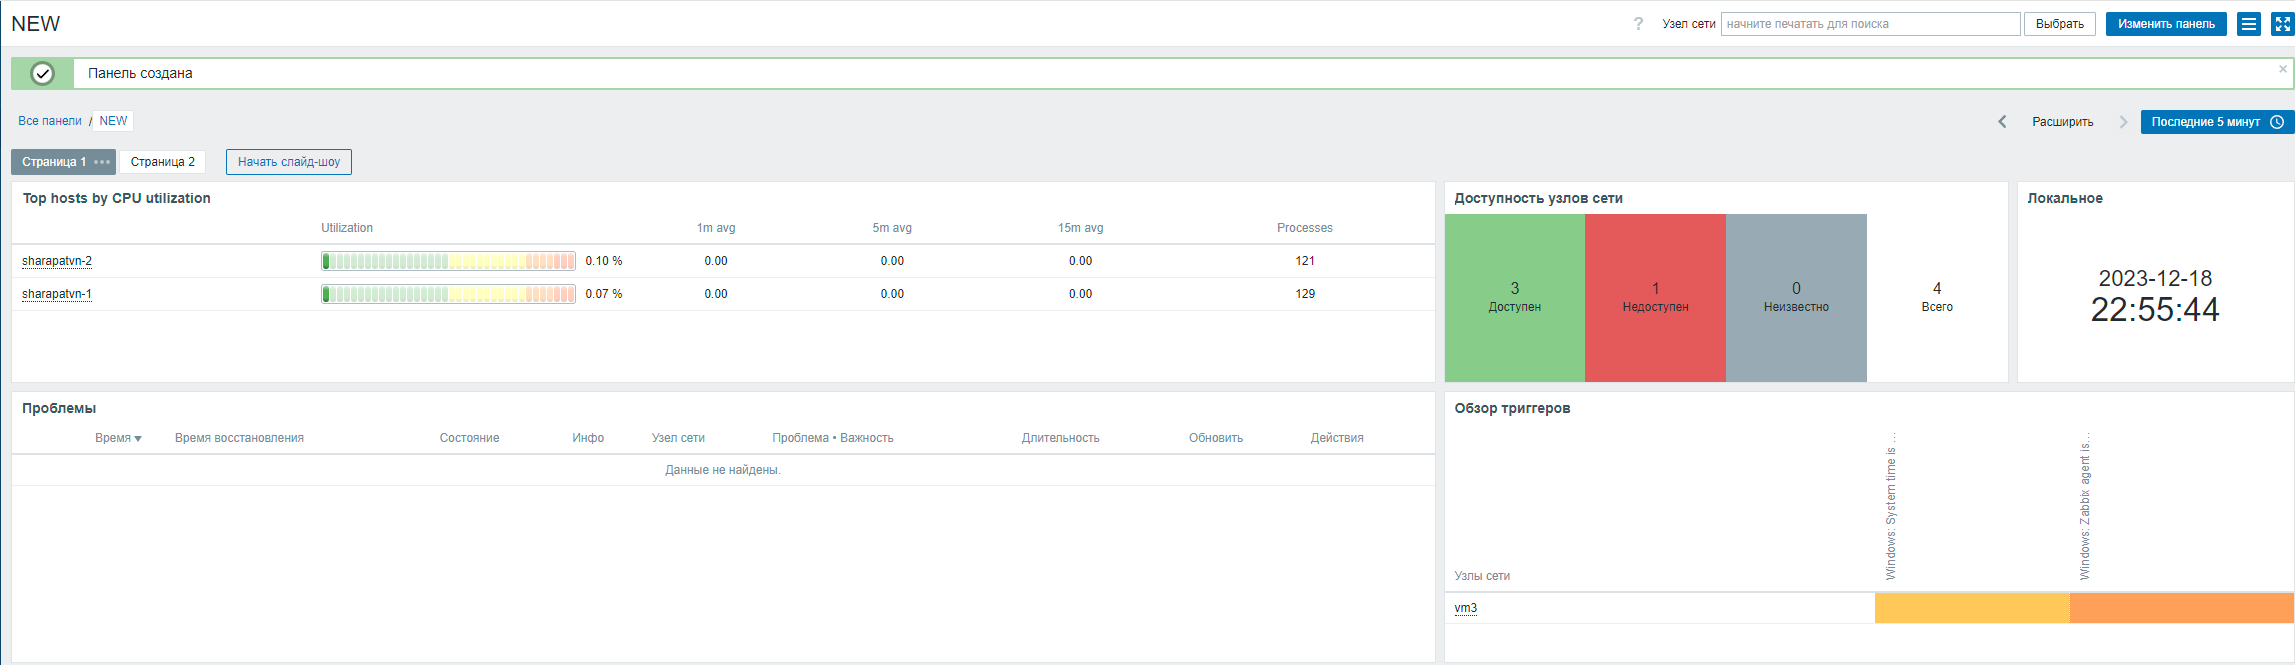 NEW
? Узел сети начните печатать для поиска Выбрать Изменить панель
Панель создана ×
Все панели / NEW
Расширить Последние 5 минут
Страница 1 ••• Страница 2 Начать слайд-шоу
Top hosts by CPU utilization
Utilization 1m avg 5m avg 15m avg Processes
sharapatvn-2 0.10 % 0.00 0.00 0.00 121
sharapatvn-1 0.07 % 0.00 0.00 0.00 129
Доступность узлов сети
3 1 0 4
Доступен Недоступен Неизвестно Всего
Локальное
2023-12-18
22:55:44
Проблемы
Время Время восстановления Состояние Инфо Узел сети Проблема • Важность Длительность Обновить Действия
Данные не найдены.
Обзор триггеров
Узлы сети
Windows: System time is ...
Windows: Zabbix agent is...
vm3